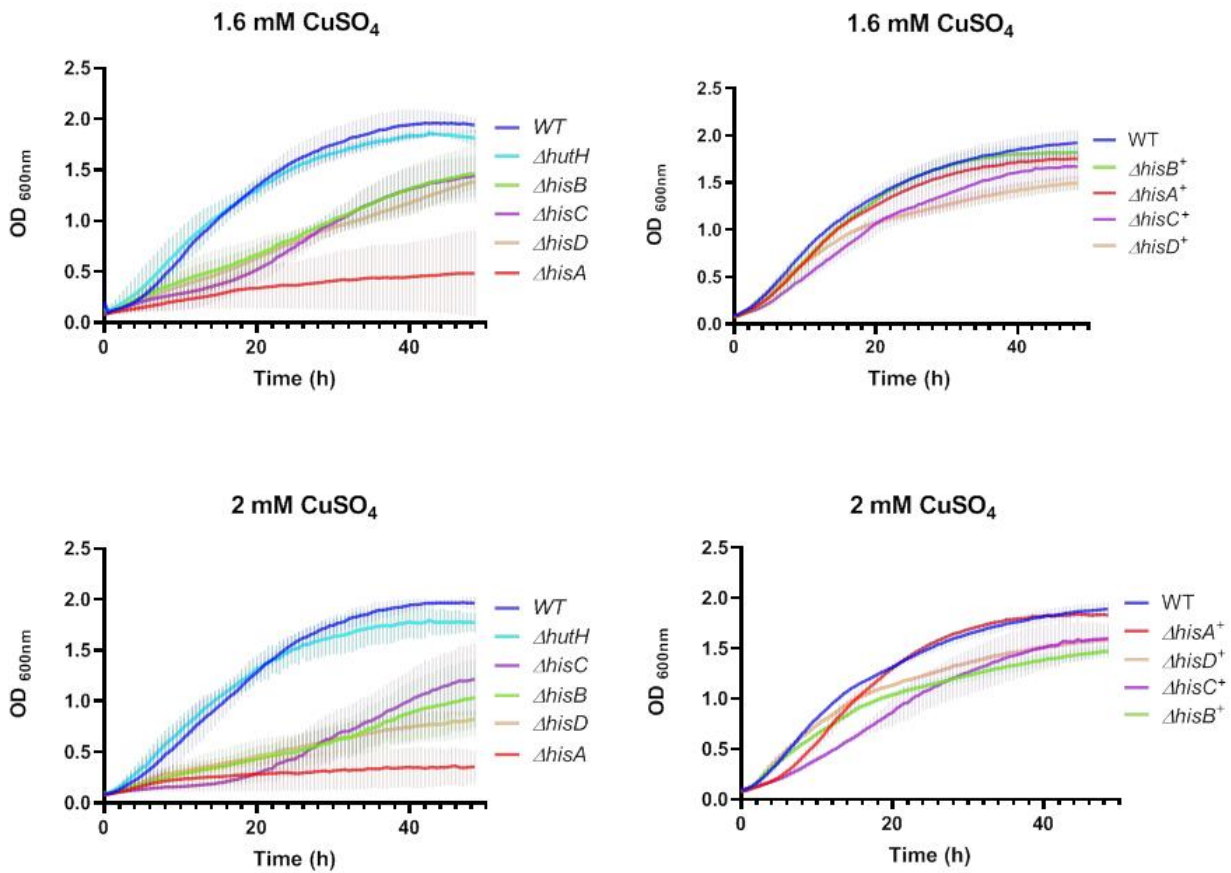 1.6 mM CuSO₄
OD 600nm
2.5
2.0
1.5
1.0
0.5
0.0
0
20
40
Time (h)
WT
ΔhutH
ΔhisB
ΔhisC
ΔhisD
ΔhisA
1.6 mM CuSO₄
OD 600nm
2.5
2.0
1.5
1.0
0.5
0.0
0
20
40
Time (h)
WT
ΔhisB⁺
ΔhisA⁺
ΔhisC⁺
ΔhisD⁺
2 mM CuSO₄
OD 600nm
2.5
2.0
1.5
1.0
0.5
0.0
0
20
40
Time (h)
WT
ΔhutH
ΔhisC
ΔhisB
ΔhisD
ΔhisA
2 mM CuSO₄
OD 600nm
2.5
2.0
1.5
1.0
0.5
0.0
0
20
40
Time (h)
WT
ΔhisA⁺
ΔhisD⁺
ΔhisC⁺
ΔhisB⁺